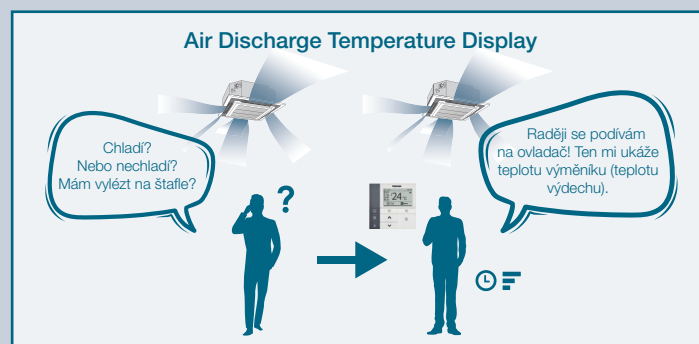 Air Discharge Temperature Display
Chladí?
Nebo nechladí?
Mám vylézt na štafle?
?
Raději se podívám
na ovladač! Ten mi ukáže
teplotu výměníku (teplotu
výdechu).
24